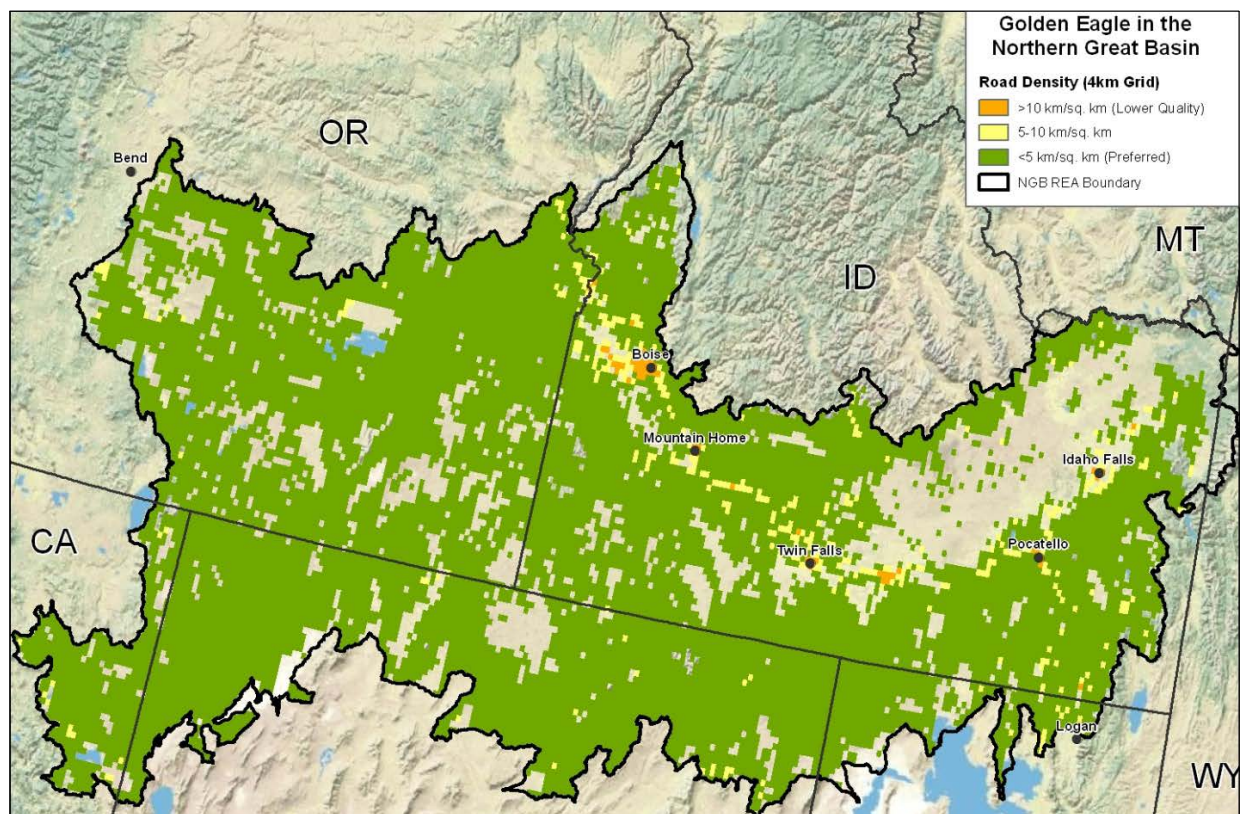 Golden Eagle in the
Northern Great Basin
Road Density (4km Grid)
>10 km/sq. km (Lower Quality)
5-10 km/sq. km
<5 km/sq. km (Preferred)
NGB REA Boundary
OR
Bend
MT
ID
Boise
Mountain Home
Idaho Falls
CA
Twin Falls
Pocatello
Logan
WY